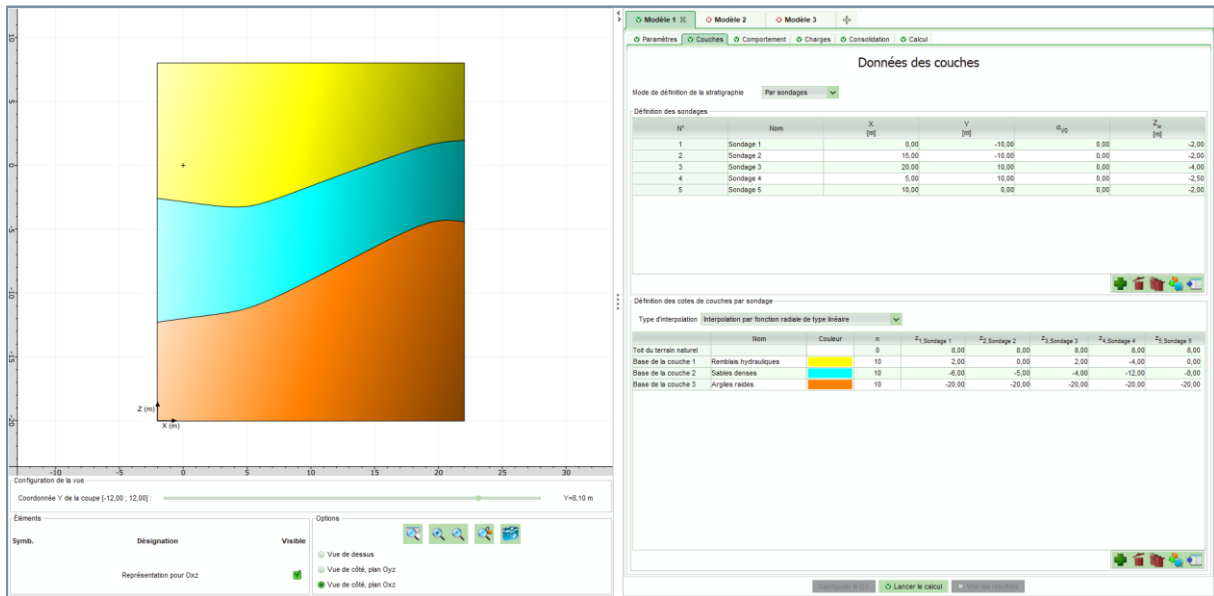 10
5
0
-5
-10
-15
-20
Z (m)
X (m)
-10 -5 0 5 10 15 20 25 30
Configuration de la vue
Coordonnée Y de la coupe [-12,00 ; 12,00] : Y=8,10 m
Éléments
Symb. Désignation Visible
Représentation pour Oxz
Options
Vue de dessus
Vue de côté, plan Oyz
Vue de côté, plan Oxz
Modèle 1 Modèle 2 Modèle 3
Paramètres Couches Comportement Charges Consolidation Calcul
Données des couches
Mode de définition de la stratigraphie Par sondages
Définition des sondages
N° Nom X [m] Y [m] σv0 Zw [m]
1 Sondage 1 0,00 -10,00 0,00 -2,00
2 Sondage 2 15,00 -10,00 0,00 -2,00
3 Sondage 3 20,00 10,00 0,00 -4,00
4 Sondage 4 5,00 10,00 0,00 -2,50
5 Sondage 5 10,00 0,00 0,00 -2,00
Définition des cotes de couches par sondage
Type d'interpolation Interpolation par fonction radiale de type linéaire
Nom Couleur n z1,Sondage 1 z2,Sondage 2 z3,Sondage 3 z4,Sondage 4 z5,Sondage 5
Toit du terrain naturel 0 8,00 8,00 8,00 8,00 8,00
Base de la couche 1 Remblais hydrauliques 10 2,00 0,00 2,00 -4,00 0,00
Base de la couche 2 Sables denses 10 -6,00 -5,00 -4,00 -12,00 -8,00
Base de la couche 3 Argiles raides 10 -20,00 -20,00 -20,00 -20,00 -20,00
Lancer le calcul Voir les résultats